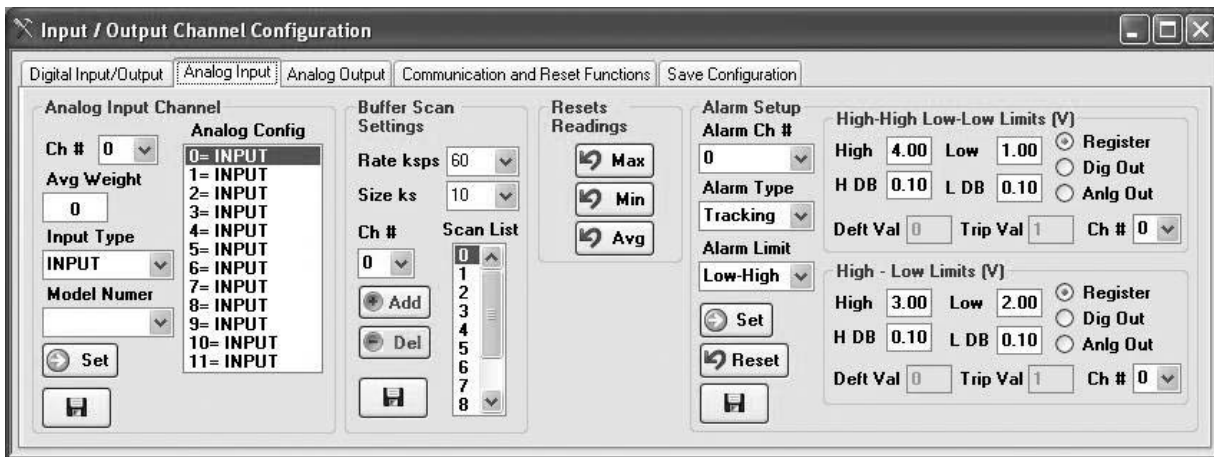 Input / Output Channel Configuration
Digital Input/Output Analog Input Analog Output Communication and Reset Functions Save Configuration
Analog Input Channel
Ch # 0
Avg Weight
0
Input Type
INPUT
Model Numer
Set
Analog Config
0= INPUT
1= INPUT
2= INPUT
3= INPUT
4= INPUT
5= INPUT
6= INPUT
7= INPUT
8= INPUT
9= INPUT
10= INPUT
11= INPUT
Buffer Scan
Settings
Rate ksps 60
Size ks 10
Ch #
0
Add
Del
Scan List
0
1
2
3
4
5
6
7
8
Resets
Readings
Max
Min
Avg
Alarm Setup
Alarm Ch #
0
Alarm Type
Tracking
Alarm Limit
Low-High
Set
Reset
High-High Low-Low Limits (V)
High 4.00 Low 1.00
H DB 0.10 L DB 0.10
Register
Dig Out
Anlg Out
Deft Val 0 Trip Val 1 Ch # 0
High - Low Limits (V)
High 3.00 Low 2.00
H DB 0.10 L DB 0.10
Register
Dig Out
Anlg Out
Deft Val 0 Trip Val 1 Ch # 0